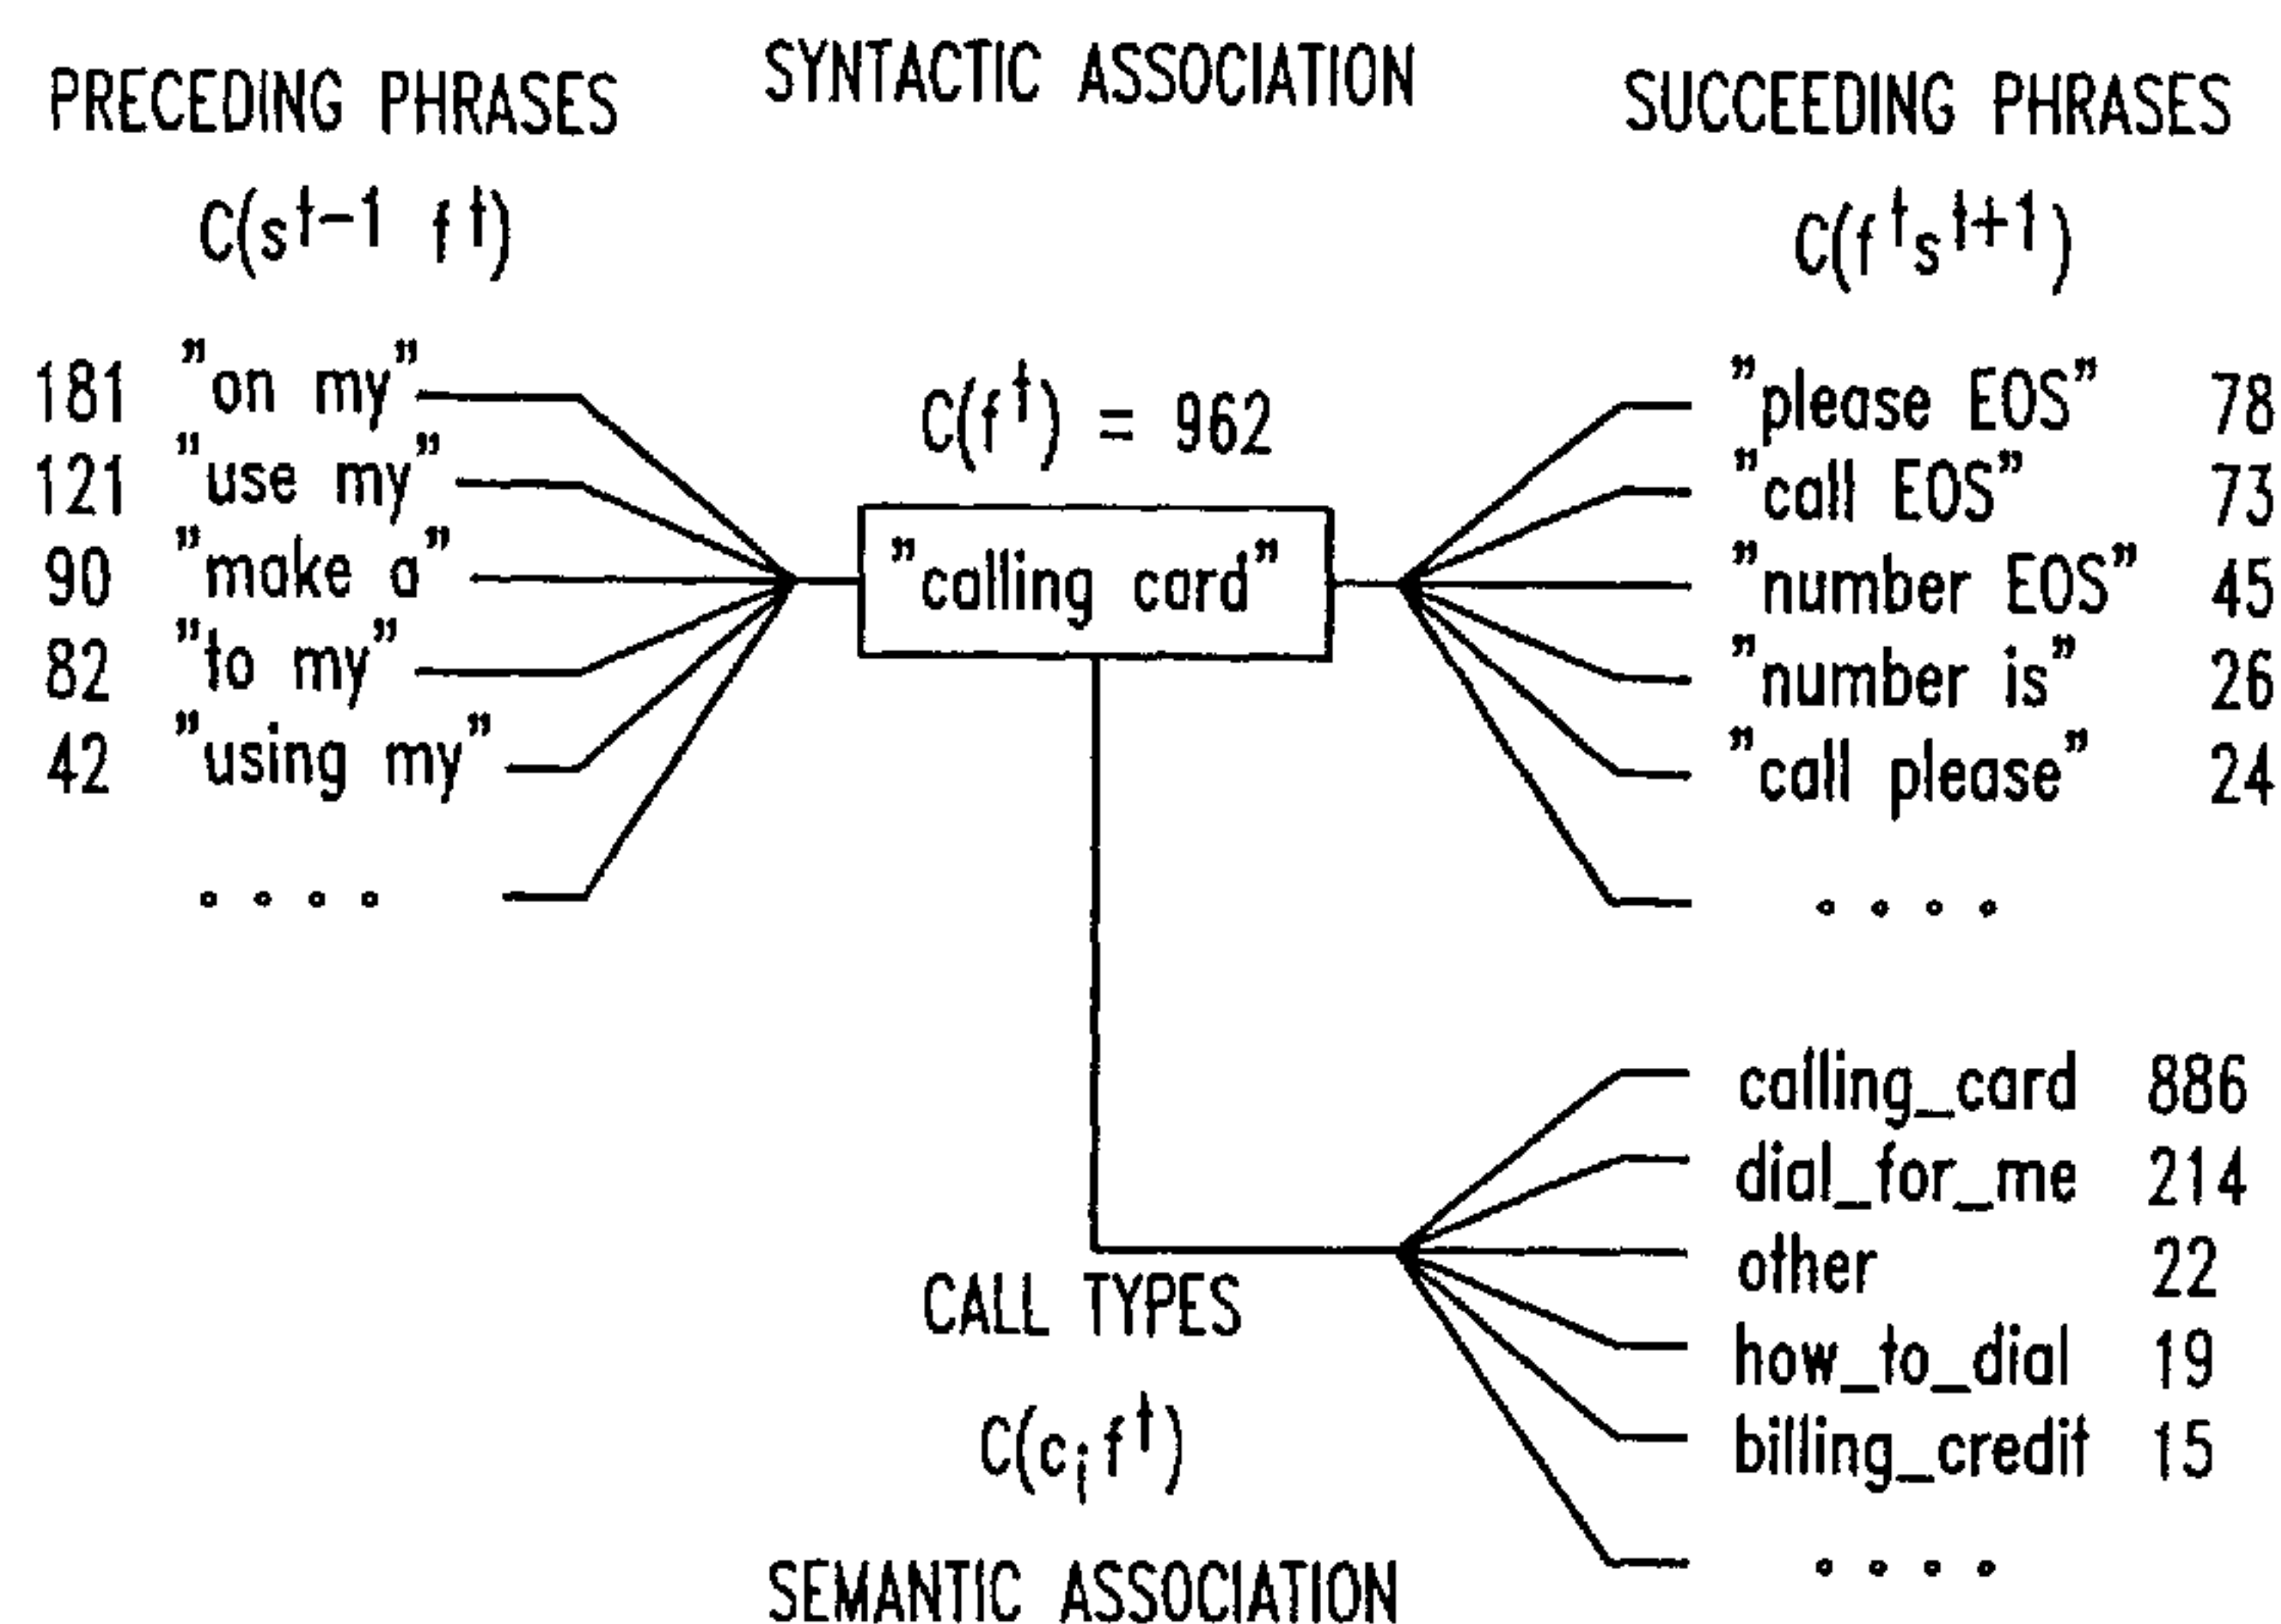 SYNTACTIC ASSOCIATION
PRECEDING PHRASES
C(s^{t-1} f^t)
181 "on my"
121 "use my"
90 "make a"
82 "to my"
42 "using my"
. . . .
C(f^t) = 962
"calling card"
SUCCEEDING PHRASES
C(f^t s^{t+1})
"please EOS" 78
"call EOS" 73
"number EOS" 45
"number is" 26
"call please" 24
. . . .
calling_card 886
dial_for_me 214
other 22
how_to_dial 19
billing_credit 15
. . . .
CALL TYPES
C(c_i f^t)
SEMANTIC ASSOCIATION